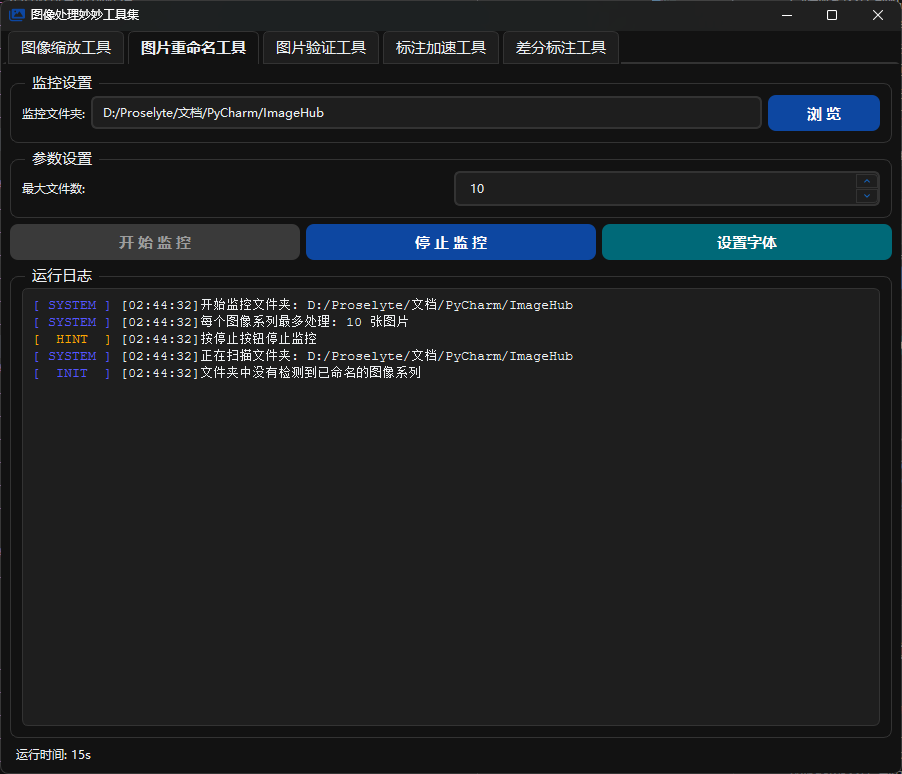 图像处理妙妙工具集
图像缩放工具 图片重命名工具 图片验证工具 标注加速工具 差分标注工具
监控设置
监控文件夹: D:/Proselyte/文档/PyCharm/ImageHub 浏 览
参数设置
最大文件数: 10
开 始 监 控 停 止 监 控 设置字体
运行日志
[ SYSTEM ] [02:44:32]开始监控文件夹: D:/Proselyte/文档/PyCharm/ImageHub
[ SYSTEM ] [02:44:32]每个图像系列最多处理: 10 张图片
[ HINT ] [02:44:32]按停止按钮停止监控
[ SYSTEM ] [02:44:32]正在扫描文件夹: D:/Proselyte/文档/PyCharm/ImageHub
[ INIT ] [02:44:32]文件夹中没有检测到已命名的图像系列
运行时间: 15s